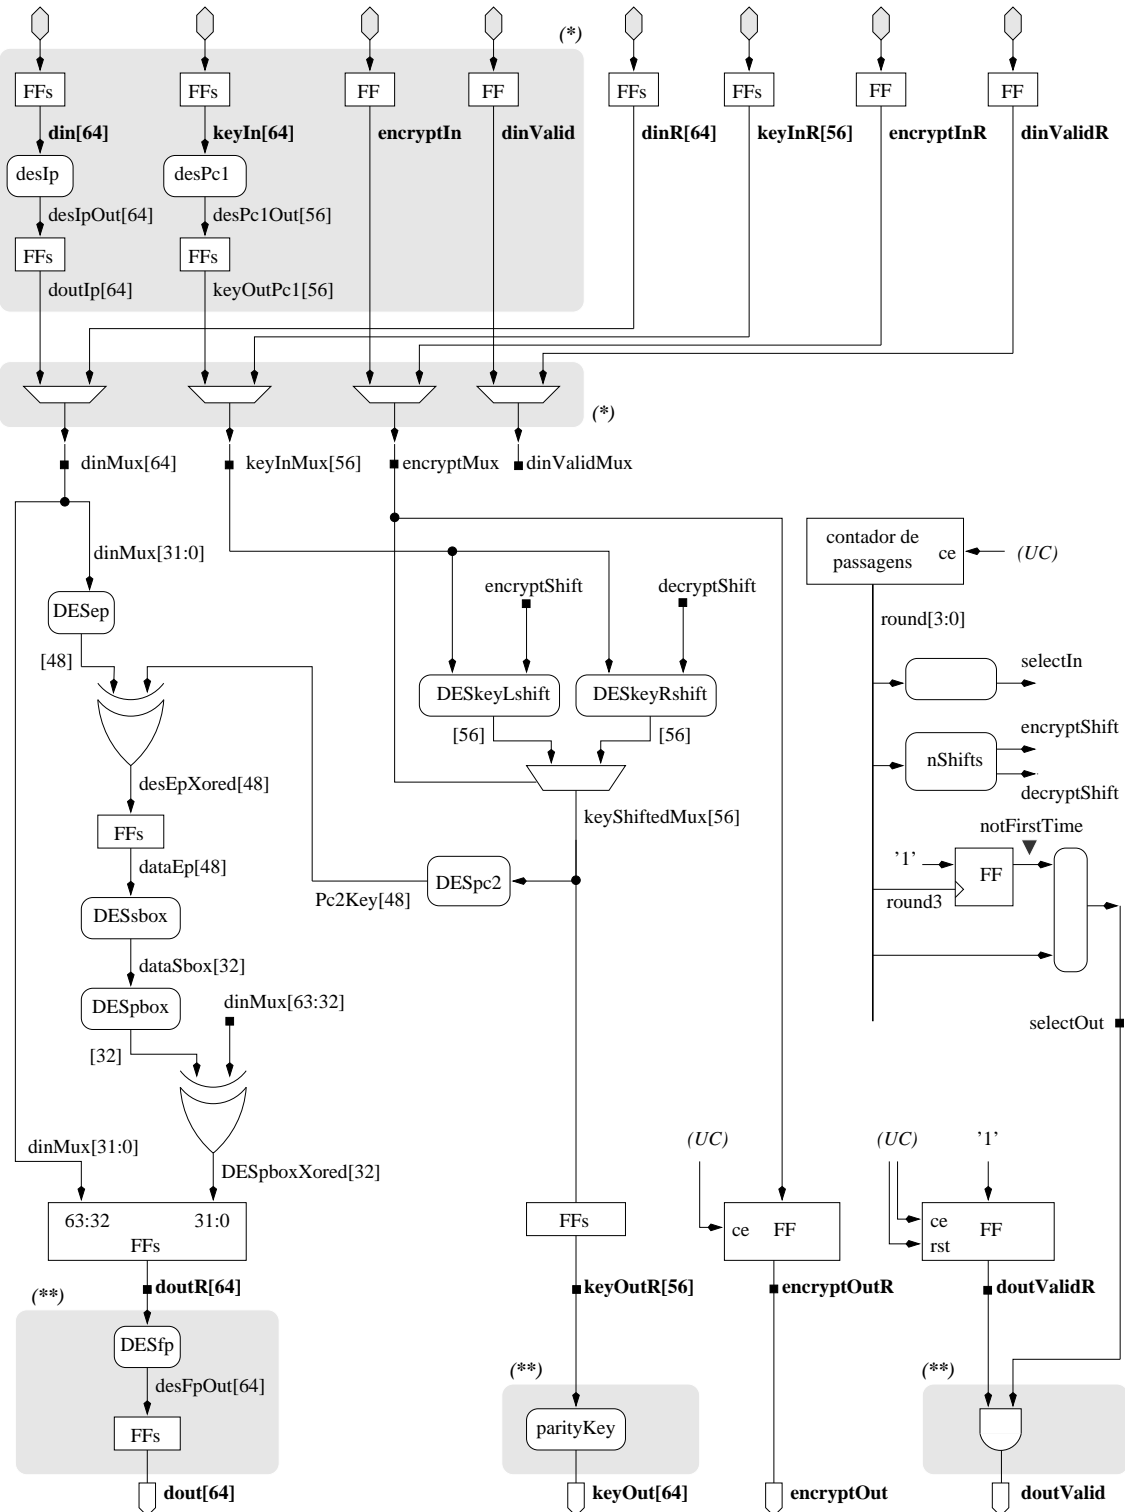 (*)
FFs
FFs
FF
FF
FFs
FFs
FF
FF
din[64]
keyIn[64]
encryptIn
dinValid
dinR[64]
keyInR[56]
encryptInR
dinValidR
desIp
desPc1
desIpOut[64]
desPc1Out[56]
FFs
FFs
doutIp[64]
keyOutPc1[56]
(*)
dinMux[64]
keyInMux[56]
encryptMux
dinValidMux
contador de
passagens
ce
(UC)
dinMux[31:0]
encryptShift
decryptShift
DESep
round[3:0]
[48]
selectIn
DESkeyLshift
DESkeyRshift
[56]
[56]
encryptShift
nShifts
desEpXored[48]
decryptShift
keyShiftedMux[56]
notFirstTime
FFs
'1'
FF
dataEp[48]
DESpc2
Pc2Key[48]
round3
DESsbox
dataSbox[32]
DESpbox
dinMux[63:32]
selectOut
[32]
dinMux[31:0]
DESpboxXored[32]
(UC)
(UC)
'1'
63:32
31:0
FFs
FFs
ce
FF
ce
rst
FF
doutR[64]
keyOutR[56]
encryptOutR
doutValidR
(**)
DESfp
(**)
(**)
desFpOut[64]
FFs
parityKey
dout[64]
keyOut[64]
encryptOut
doutValid